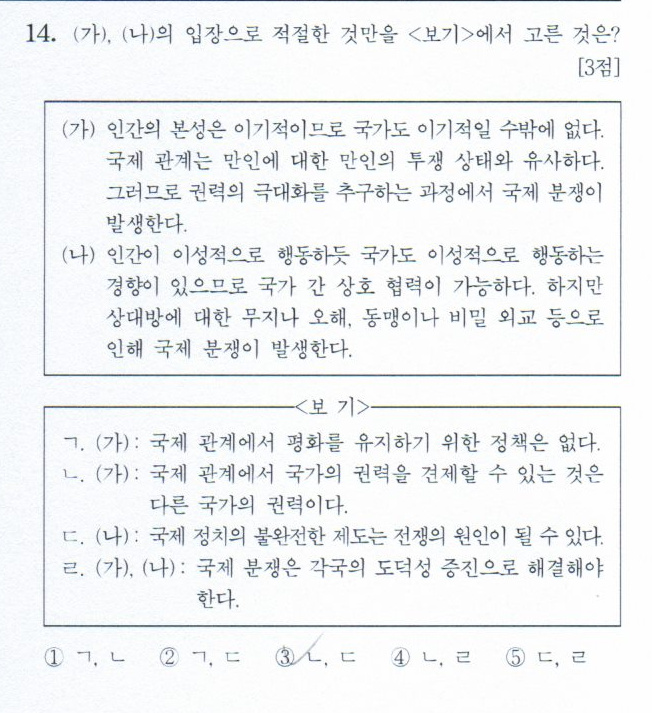 14. (가), (나)의 입장으로 적절한 것만을 <보기>에서 고른 것은?
[3점]
(가) 인간의 본성은 이기적이므로 국가도 이기적일 수밖에 없다.
국제 관계는 만인에 대한 만인의 투쟁 상태와 유사하다.
그러므로 권력의 극대화를 추구하는 과정에서 국제 분쟁이
발생한다.
(나) 인간이 이성적으로 행동하듯 국가도 이성적으로 행동하는
경향이 있으므로 국가 간 상호 협력이 가능하다. 하지만
상대방에 대한 무지나 오해, 동맹이나 비밀 외교 등으로
인해 국제 분쟁이 발생한다.
<보 기>
ㄱ. (가) : 국제 관계에서 평화를 유지하기 위한 정책은 없다.
ㄴ. (가) : 국제 관계에서 국가의 권력을 견제할 수 있는 것은
다른 국가의 권력이다.
ㄷ. (나) : 국제 정치의 불완전한 제도는 전쟁의 원인이 될 수 있다.
ㄹ. (가), (나) : 국제 분쟁은 각국의 도덕성 증진으로 해결해야
한다.
① ㄱ, ㄴ ② ㄱ, ㄷ ③ ㄴ, ㄷ ④ ㄴ, ㄹ ⑤ ㄷ, ㄹ